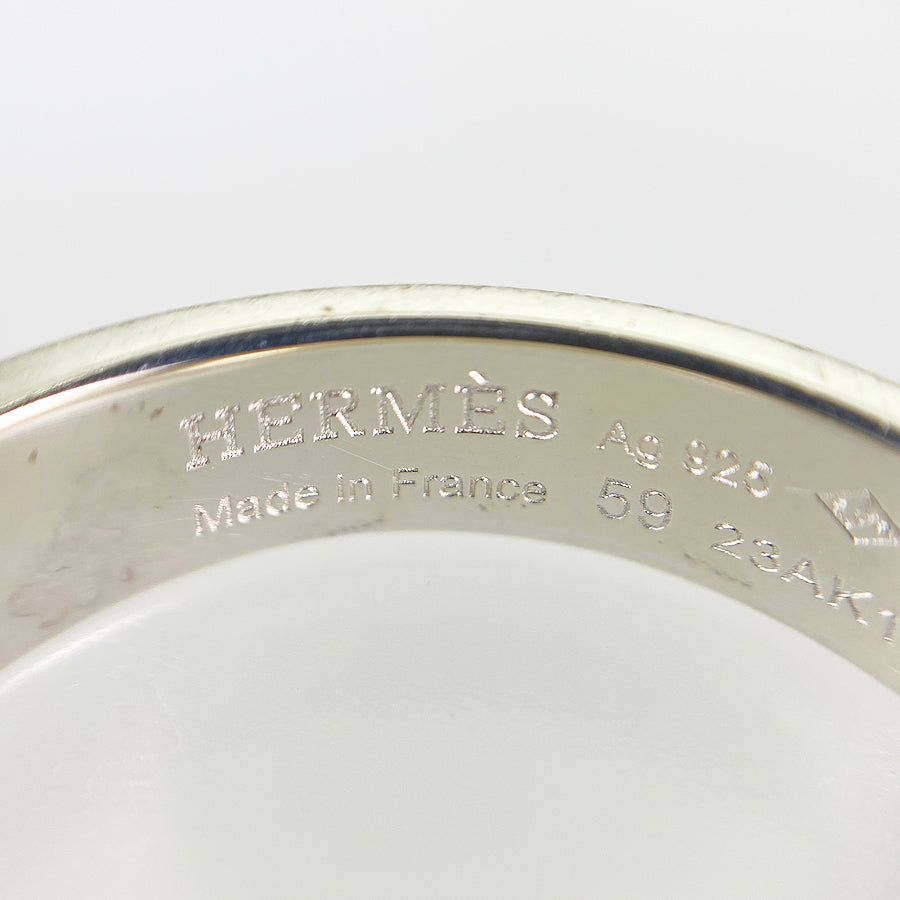 HERMÈS Ag 925
Made in France 59 23AK1